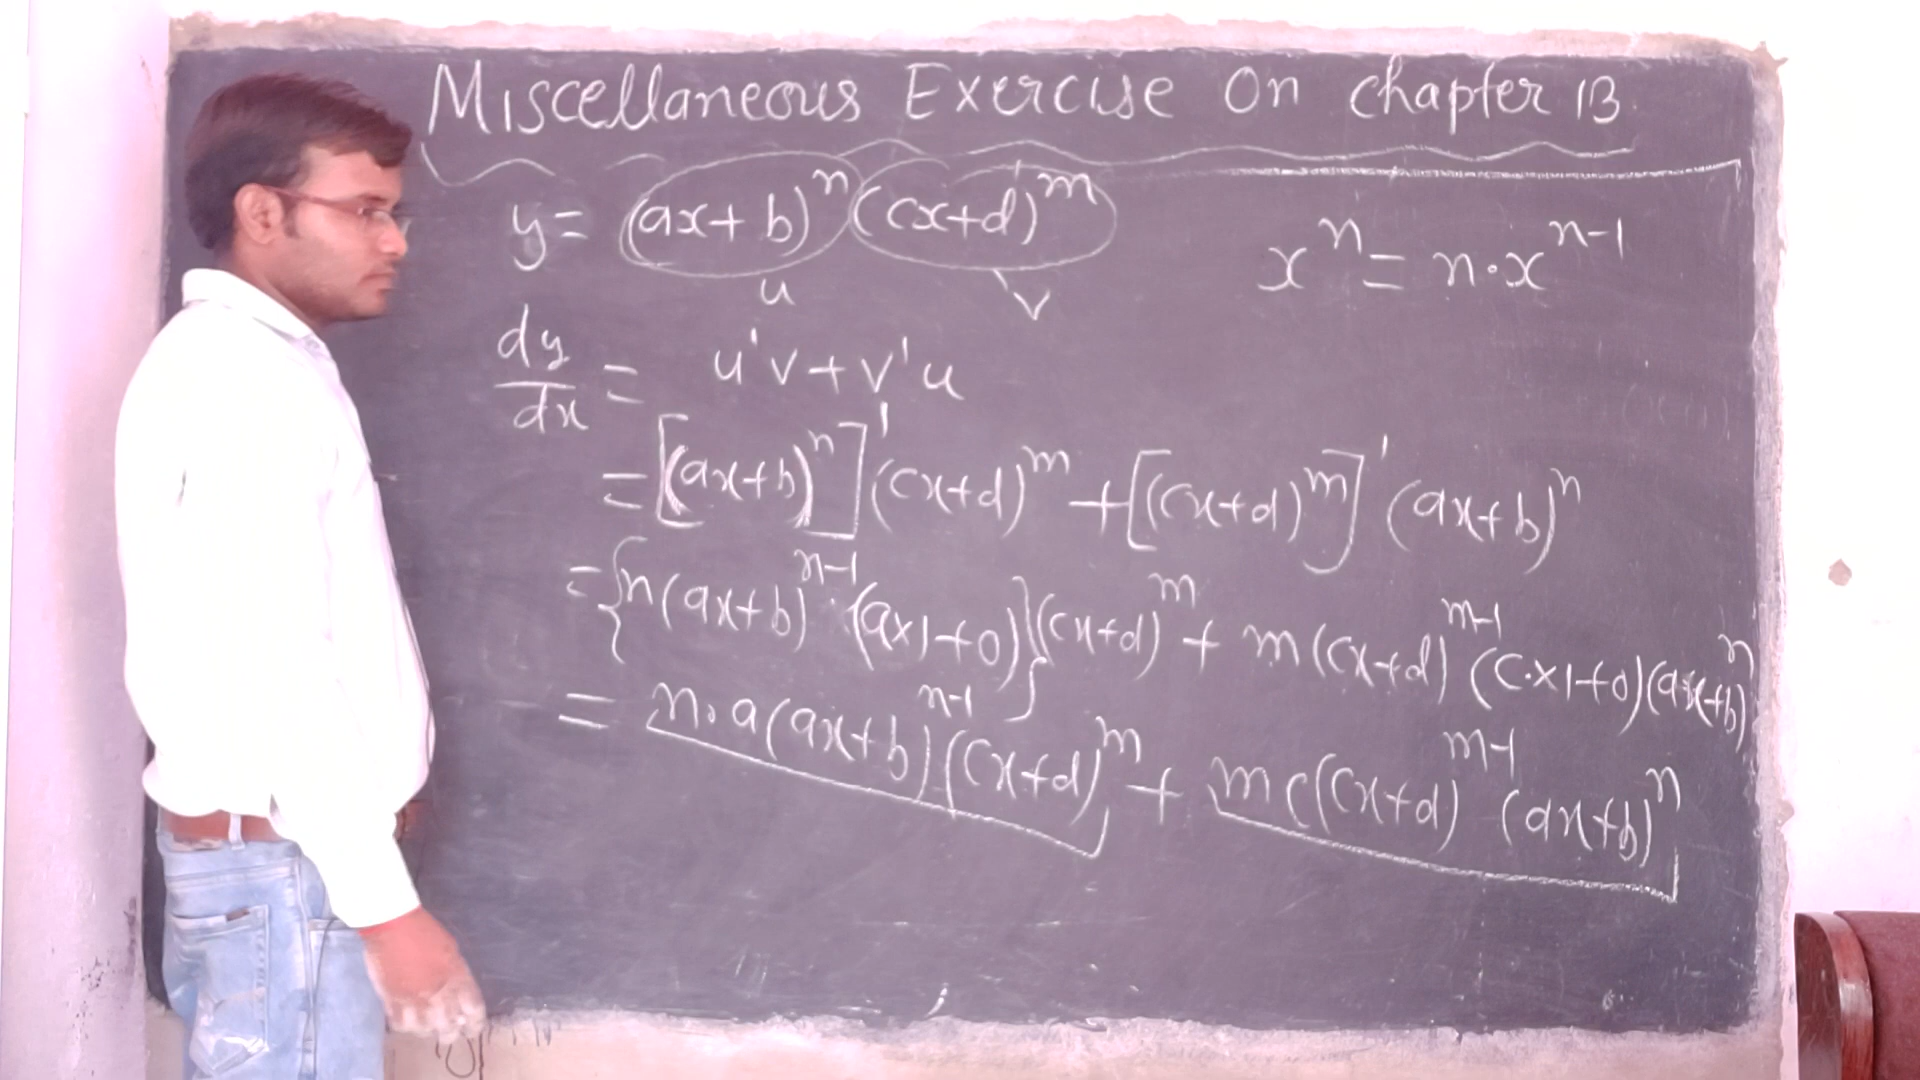 Miscellaneous Exercise On Chapter 13
y = (ax+b)^n (cx+d)^m
x^n = n·x^{n-1}
u v
dy/dx = u'v + v'u
= [(ax+b)^n]' (cx+d)^m + [(cx+d)^m]' (ax+b)^n
= {n(ax+b)^{n-1}·(a×1+0)}(cx+d)^m + m(cx+d)^{m-1} (c·×1+0)(ax+b)^n
= n·a(ax+b)^{n-1} (cx+d)^m + mc(cx+d)^{m-1} (ax+b)^n